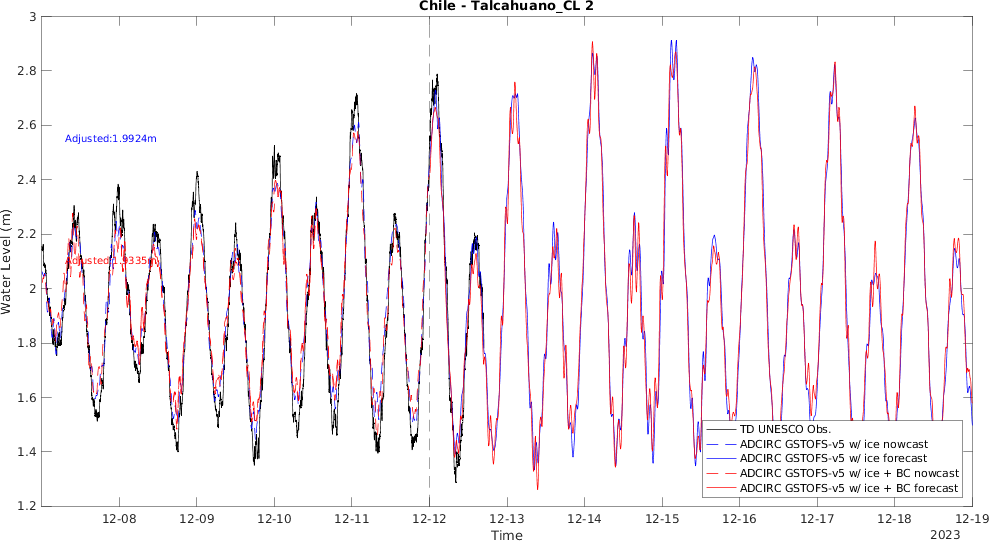 Chile - Talcahuano_CL 2
3
2.8
2.6
2.4
2.2
2
1.8
1.6
1.4
1.2
Water Level (m)
Adjusted:1.9924m
Adjusted:1.9335m
TD UNESCO Obs.
ADCIRC GSTOFS-v5 w/ ice nowcast
ADCIRC GSTOFS-v5 w/ ice forecast
ADCIRC GSTOFS-v5 w/ ice + BC nowcast
ADCIRC GSTOFS-v5 w/ ice + BC forecast
12-08 12-09 12-10 12-11 12-12 12-13 12-14 12-15 12-16 12-17 12-18 12-19
Time
2023